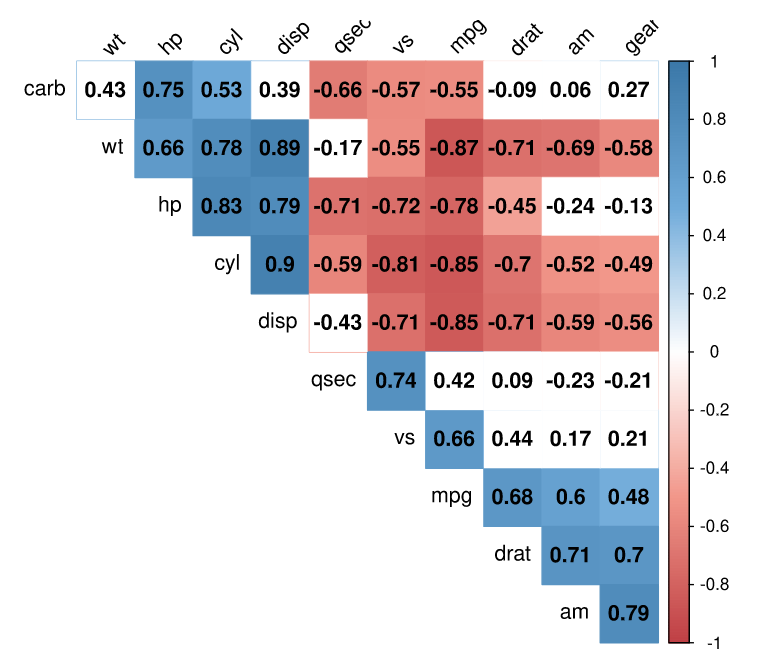 wt hp cyl disp qsec vs mpg drat am gear
carb 0.43 0.75 0.53 0.39 -0.66 -0.57 -0.55 -0.09 0.06 0.27
wt 0.66 0.78 0.89 -0.17 -0.55 -0.87 -0.71 -0.69 -0.58
hp 0.83 0.79 -0.71 -0.72 -0.78 -0.45 -0.24 -0.13
cyl 0.9 -0.59 -0.81 -0.85 -0.7 -0.52 -0.49
disp -0.43 -0.71 -0.85 -0.71 -0.59 -0.56
qsec 0.74 0.42 0.09 -0.23 -0.21
vs 0.66 0.44 0.17 0.21
mpg 0.68 0.6 0.48
drat 0.71 0.7
am 0.79
1
0.8
0.6
0.4
0.2
0
-0.2
-0.4
-0.6
-0.8
-1